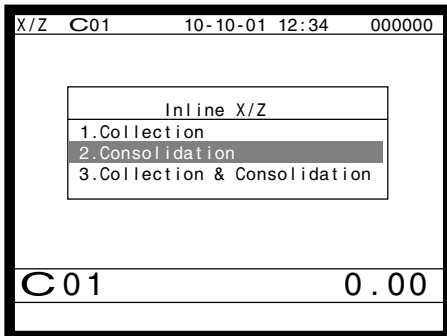 X/Z C01 10-10-01 12:34 000000
Inline X/Z
1.Collection
2.Consolidation
3.Collection & Consolidation
C01 0.00